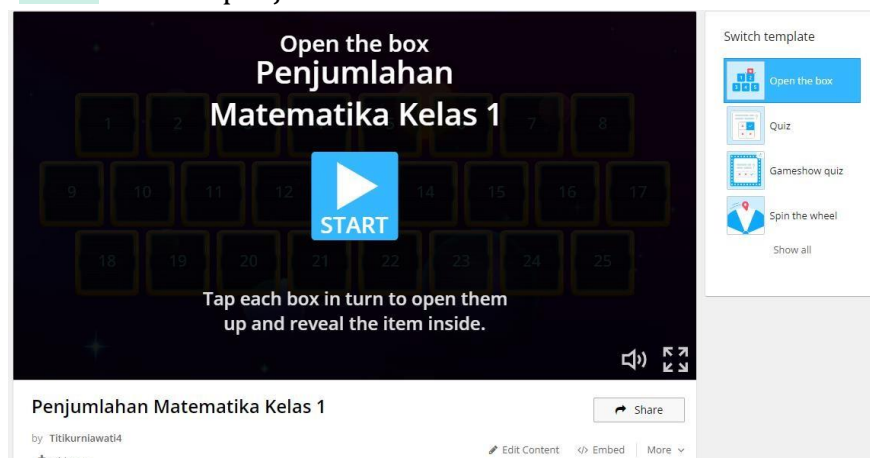 Open the box
Penjumlahan
Matematika Kelas 1
1 2 7 8
9 10 11 12 14 15 16 17
18 19 20 21 22 23 24 25
START
Tap each box in turn to open them
up and reveal the item inside.
Switch template
Open the box
Quiz
Gameshow quiz
Spin the wheel
Show all
Penjumlahan Matematika Kelas 1
Share
by Titikurniawati4
Edit Content </> Embed More